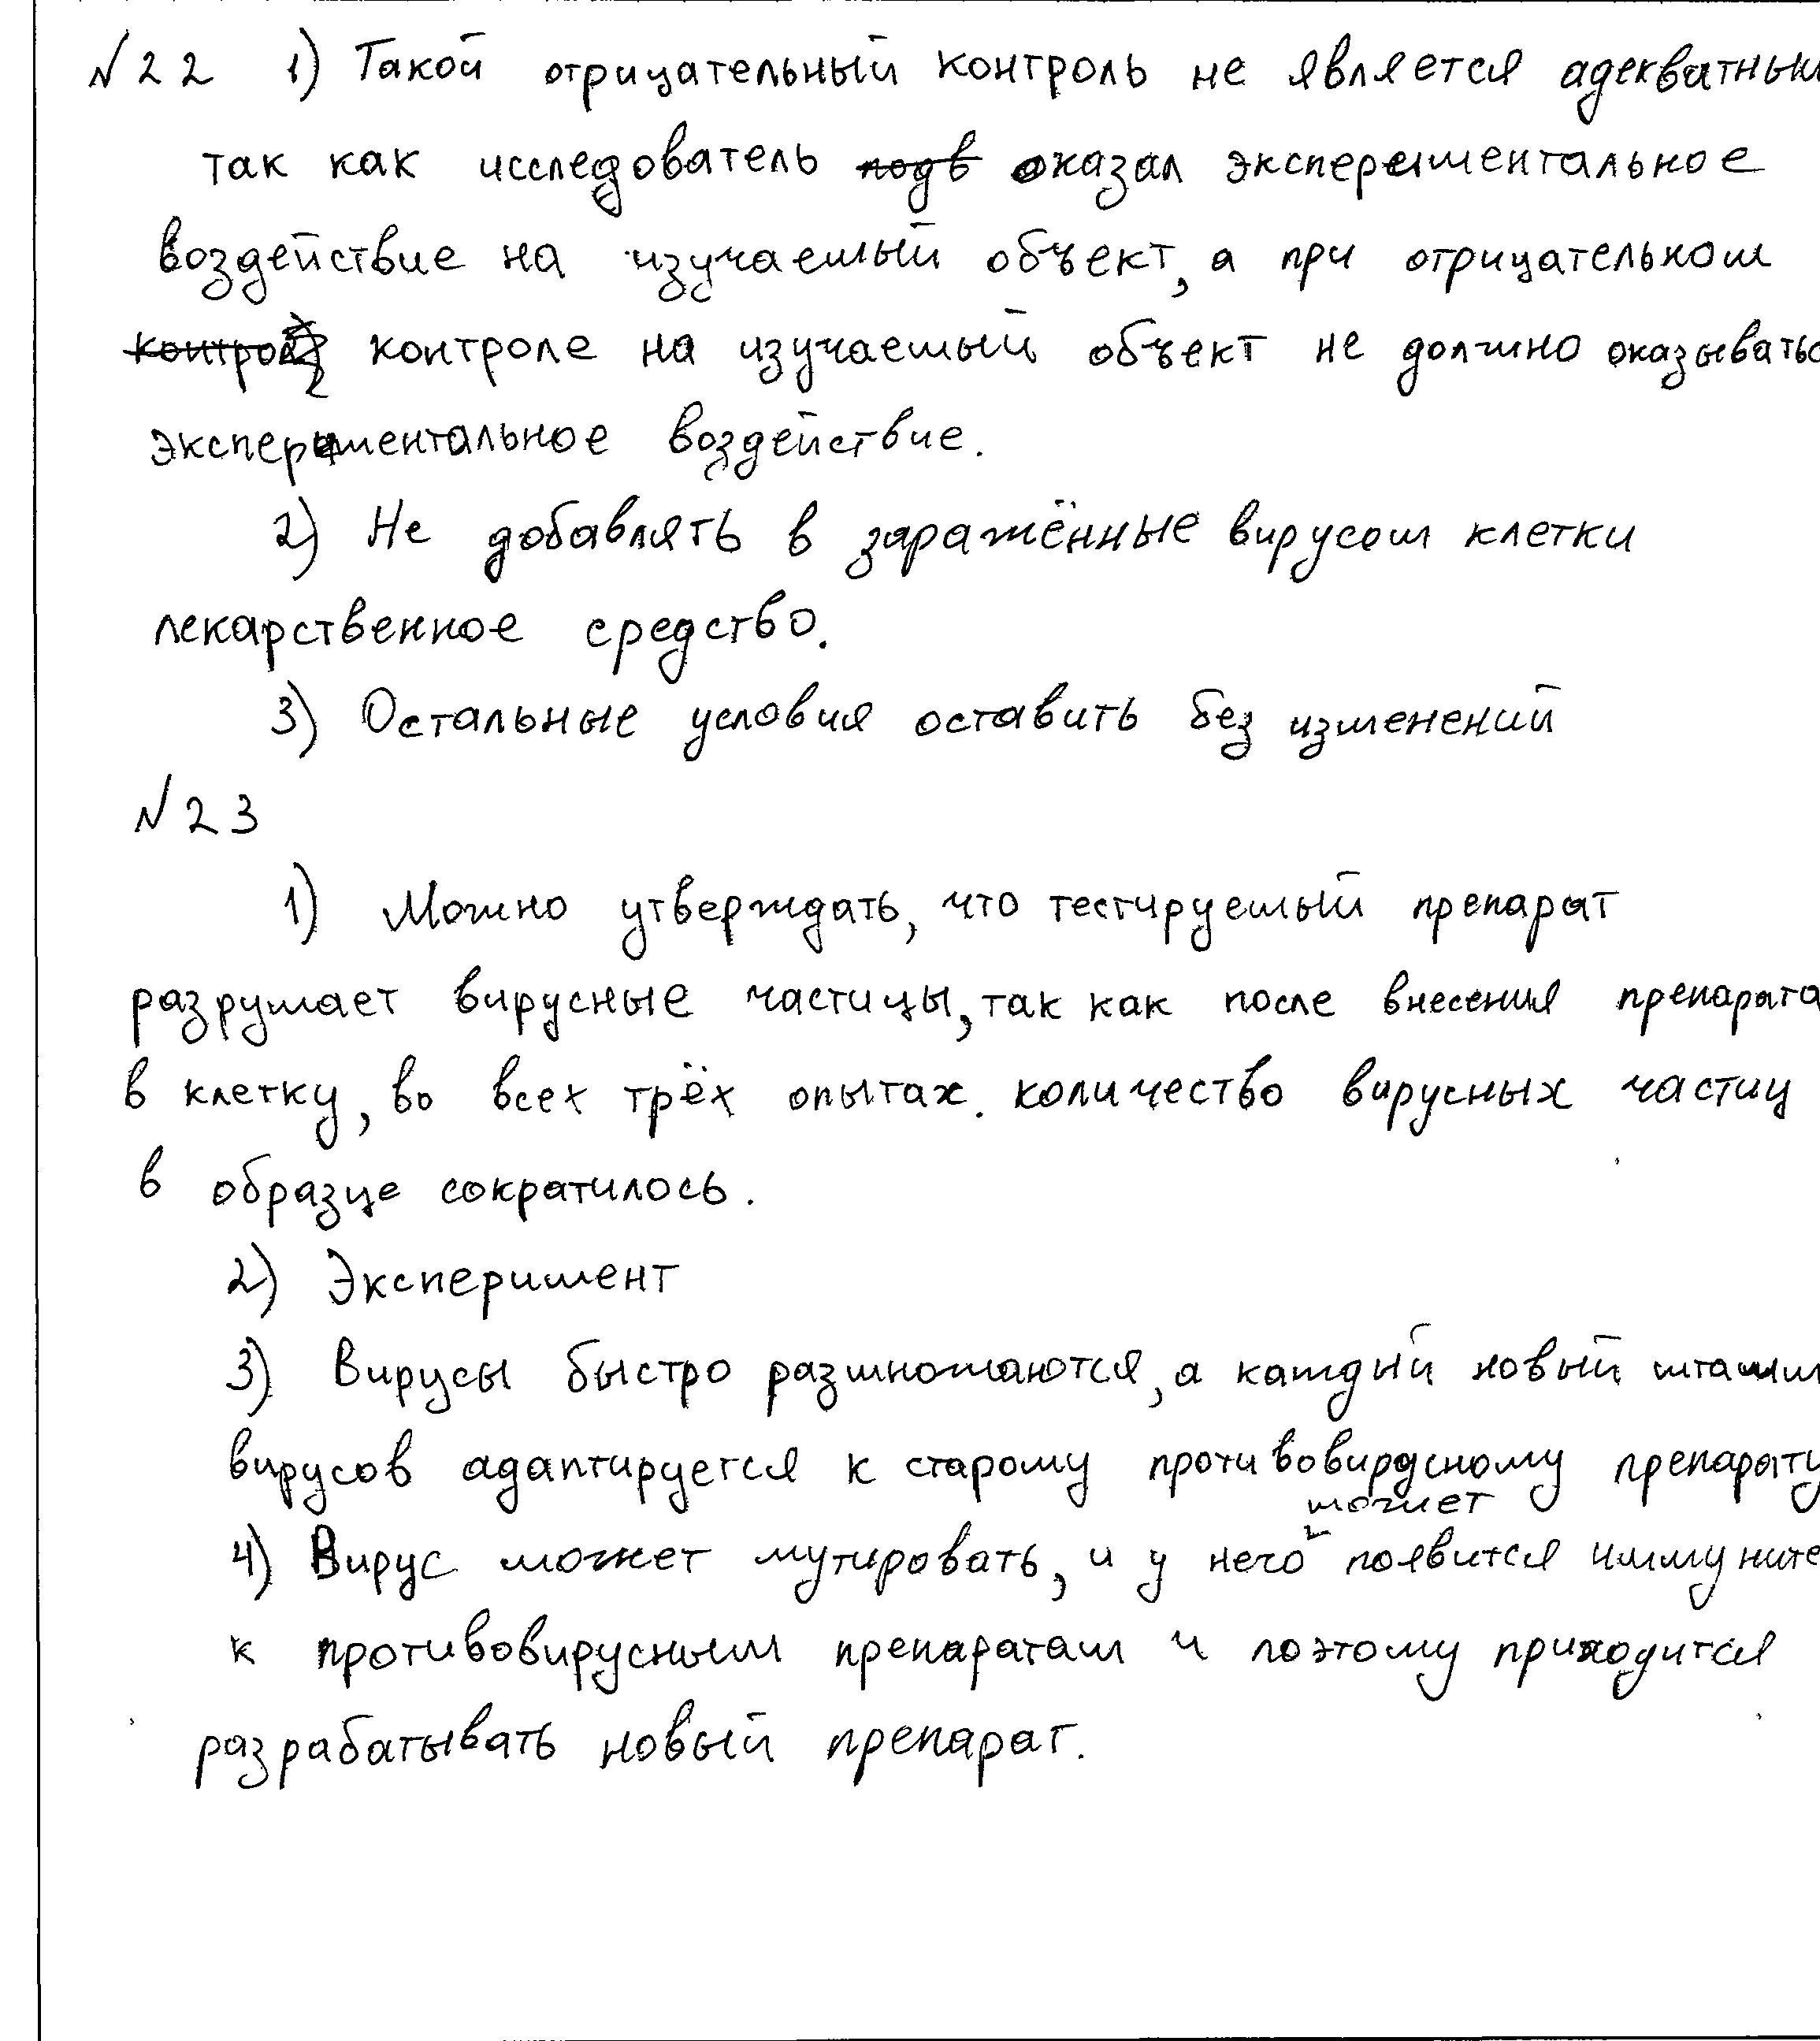 №22 1) Такой отрицательный контроль не является адекватным
так как исследователь подв оказал эксперементальное
воздействие на изучаемый объект, а при отрицательном
контрол контроле на изучаемый объект не должно оказыватьс
экспериментальное воздействие.
2) Не добавлять в заражённые вирусом клетки
лекарственное средство.
3) Остальные условия оставить без изменений
№23
1) Можно утверждать, что тестируемый препарат
разрушает вирусные частицы, так как после внесения препарата
в клетку, во всех трёх опытах количество вирусных частиц
в образце сократилось.
2) Эксперимент
3) Вирусы быстро размножаются, а каждый новый штамм
вирусов адаптируется к старому противовирусному препарату
может
4) Вирус может мутировать, и у него появится иммуните
к противовирусным препаратам и поэтому приходится
разрабатывать новый препарат.